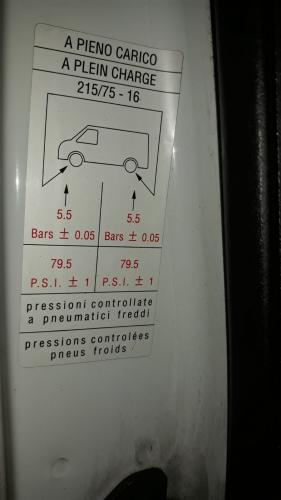 A PIENO CARICO
A PLEIN CHARGE
215/75 - 16
5.5 5.5
Bars ± 0.05 Bars ± 0.05
79.5 79.5
P.S.I. ± 1 P.S.I. ± 1
pressioni controllate
a pneumatici freddi
pressions controlées
pneus froids